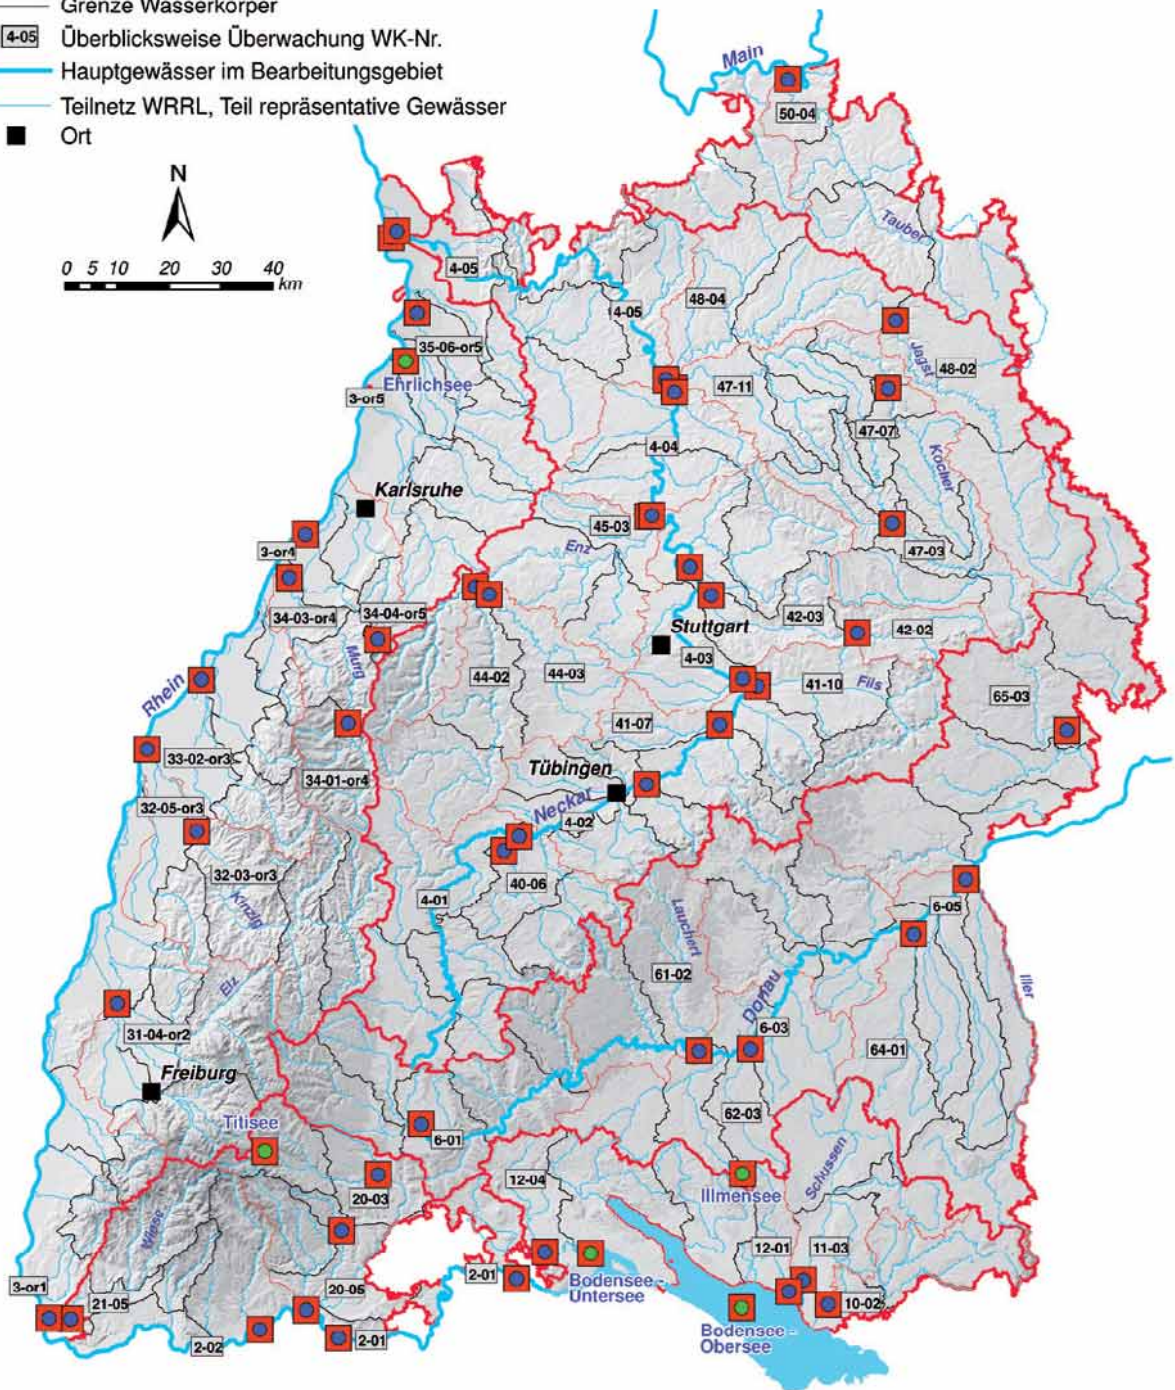 Grenze Wasserkörper
4-05 Überblicksweise Überwachung WK-Nr.
Hauptgewässer im Bearbeitungsgebiet
Teilnetz WRRL, Teil repräsentative Gewässer
Ort
N
0 5 10 20 30 40 km
Main
50-04
Tauber
4-05
4-05
48-04
35-06-or5
Ehrlichsee
3-or5
Jagst
48-02
47-11
47-07
4-04
Kocher
Karlsruhe
45-03
47-03
3-or4
Enz
34-03-or4
34-04-or5
42-03
42-02
Stuttgart
4-03
Murg
44-02
44-03
41-10
Fils
65-03
Rhein
41-07
33-02-or3
34-01-or4
Tübingen
32-05-or3
Neckar
4-02
32-03-or3
40-06
4-01
Kinzig
6-05
Lauchert
61-02
Elz
Donau
Iller
31-04-or2
6-03
64-01
Freiburg
62-03
Titisee
6-01
Schussen
12-04
20-03
Illmensee
Wiese
12-01
11-03
2-01
3-or1
21-05
20-05
Bodensee -
Untersee
10-02
2-02
2-01
Bodensee -
Obersee